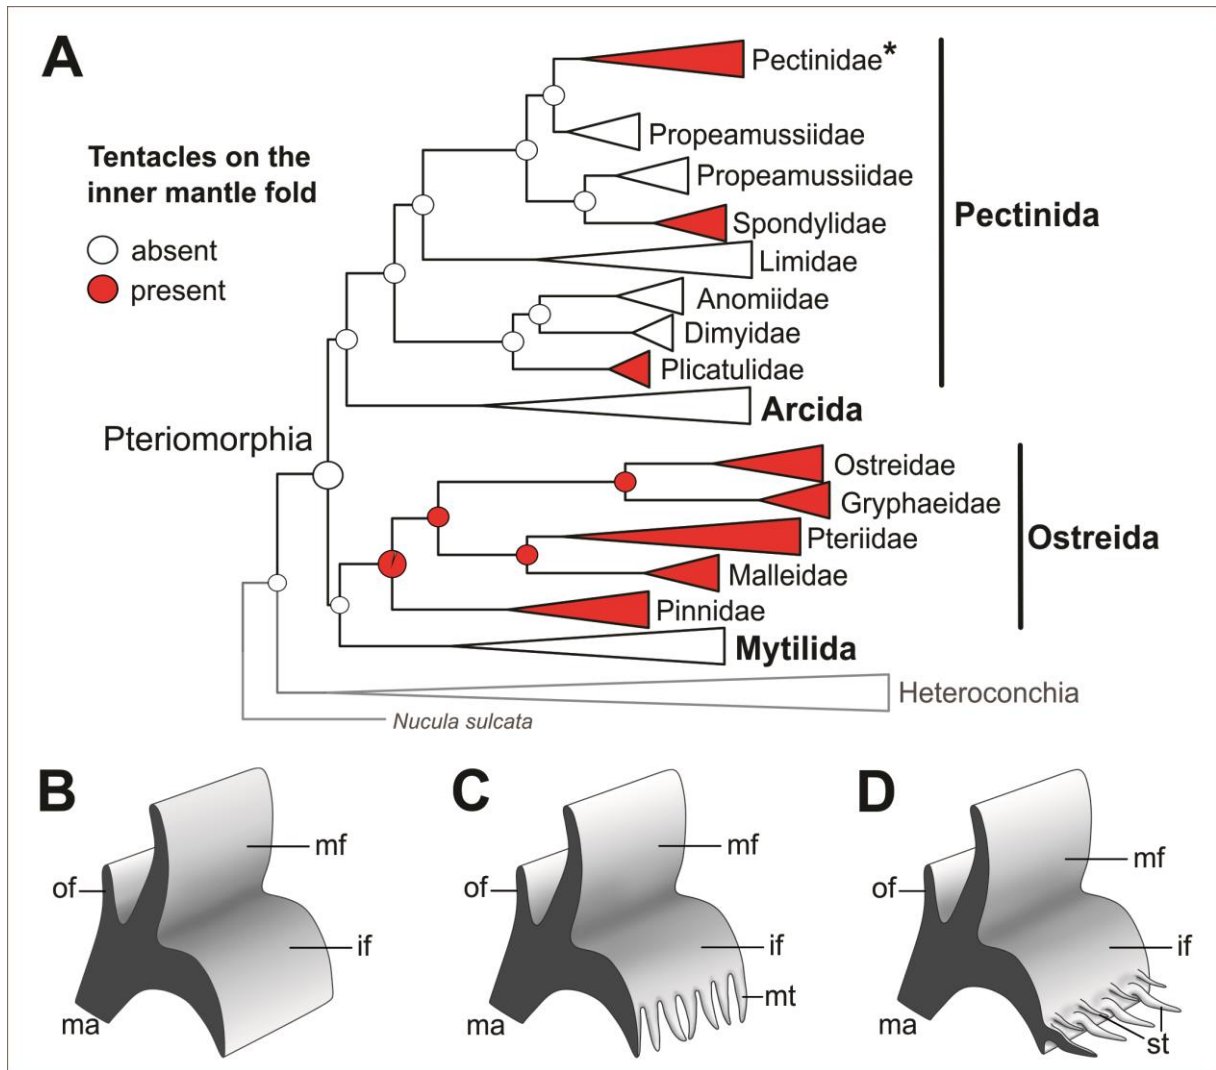 A
Tentacles on the
inner mantle fold
absent
present
Pectinidae*
Propeamussiidae
Propeamussiidae
Spondylidae
Limidae
Anomiidae
Dimyidae
Plicatulidae
Pectinida
Arcida
Pteriomorphia
Ostreidae
Gryphaeidae
Pteriidae
Malleidae
Pinnidae
Ostreida
Mytilida
Heteroconchia
Nucula sulcata
B
mf
of
if
ma
C
mf
of
if
mt
ma
D
mf
of
if
ma
st